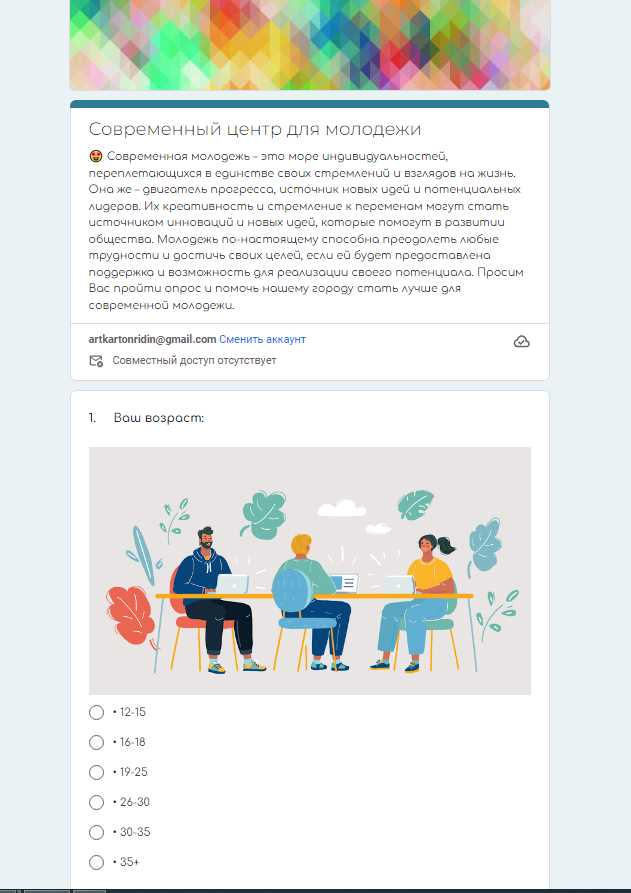 Современный центр для молодежи
😍 Современная молодежь – это море индивидуальностей,
переплетающихся в единстве своих стремлений и взглядов на жизнь.
Она же – двигатель прогресса, источник новых идей и потенциальных
лидеров. Их креативность и стремление к переменам могут стать
источником инноваций и новых идей, которые помогут в развитии
общества. Молодежь по-настоящему способна преодолеть любые
трудности и достичь своих целей, если ей будет предоставлена
поддержка и возможность для реализации своего потенциала. Просим
Вас пройти опрос и помочь нашему городу стать лучше для
современной молодежи.
artkartonridin@gmail.com Сменить аккаунт
Совместный доступ отсутствует
1. Ваш возраст:
• 12-15
• 16-18
• 19-25
• 26-30
• 30-35
• 35+